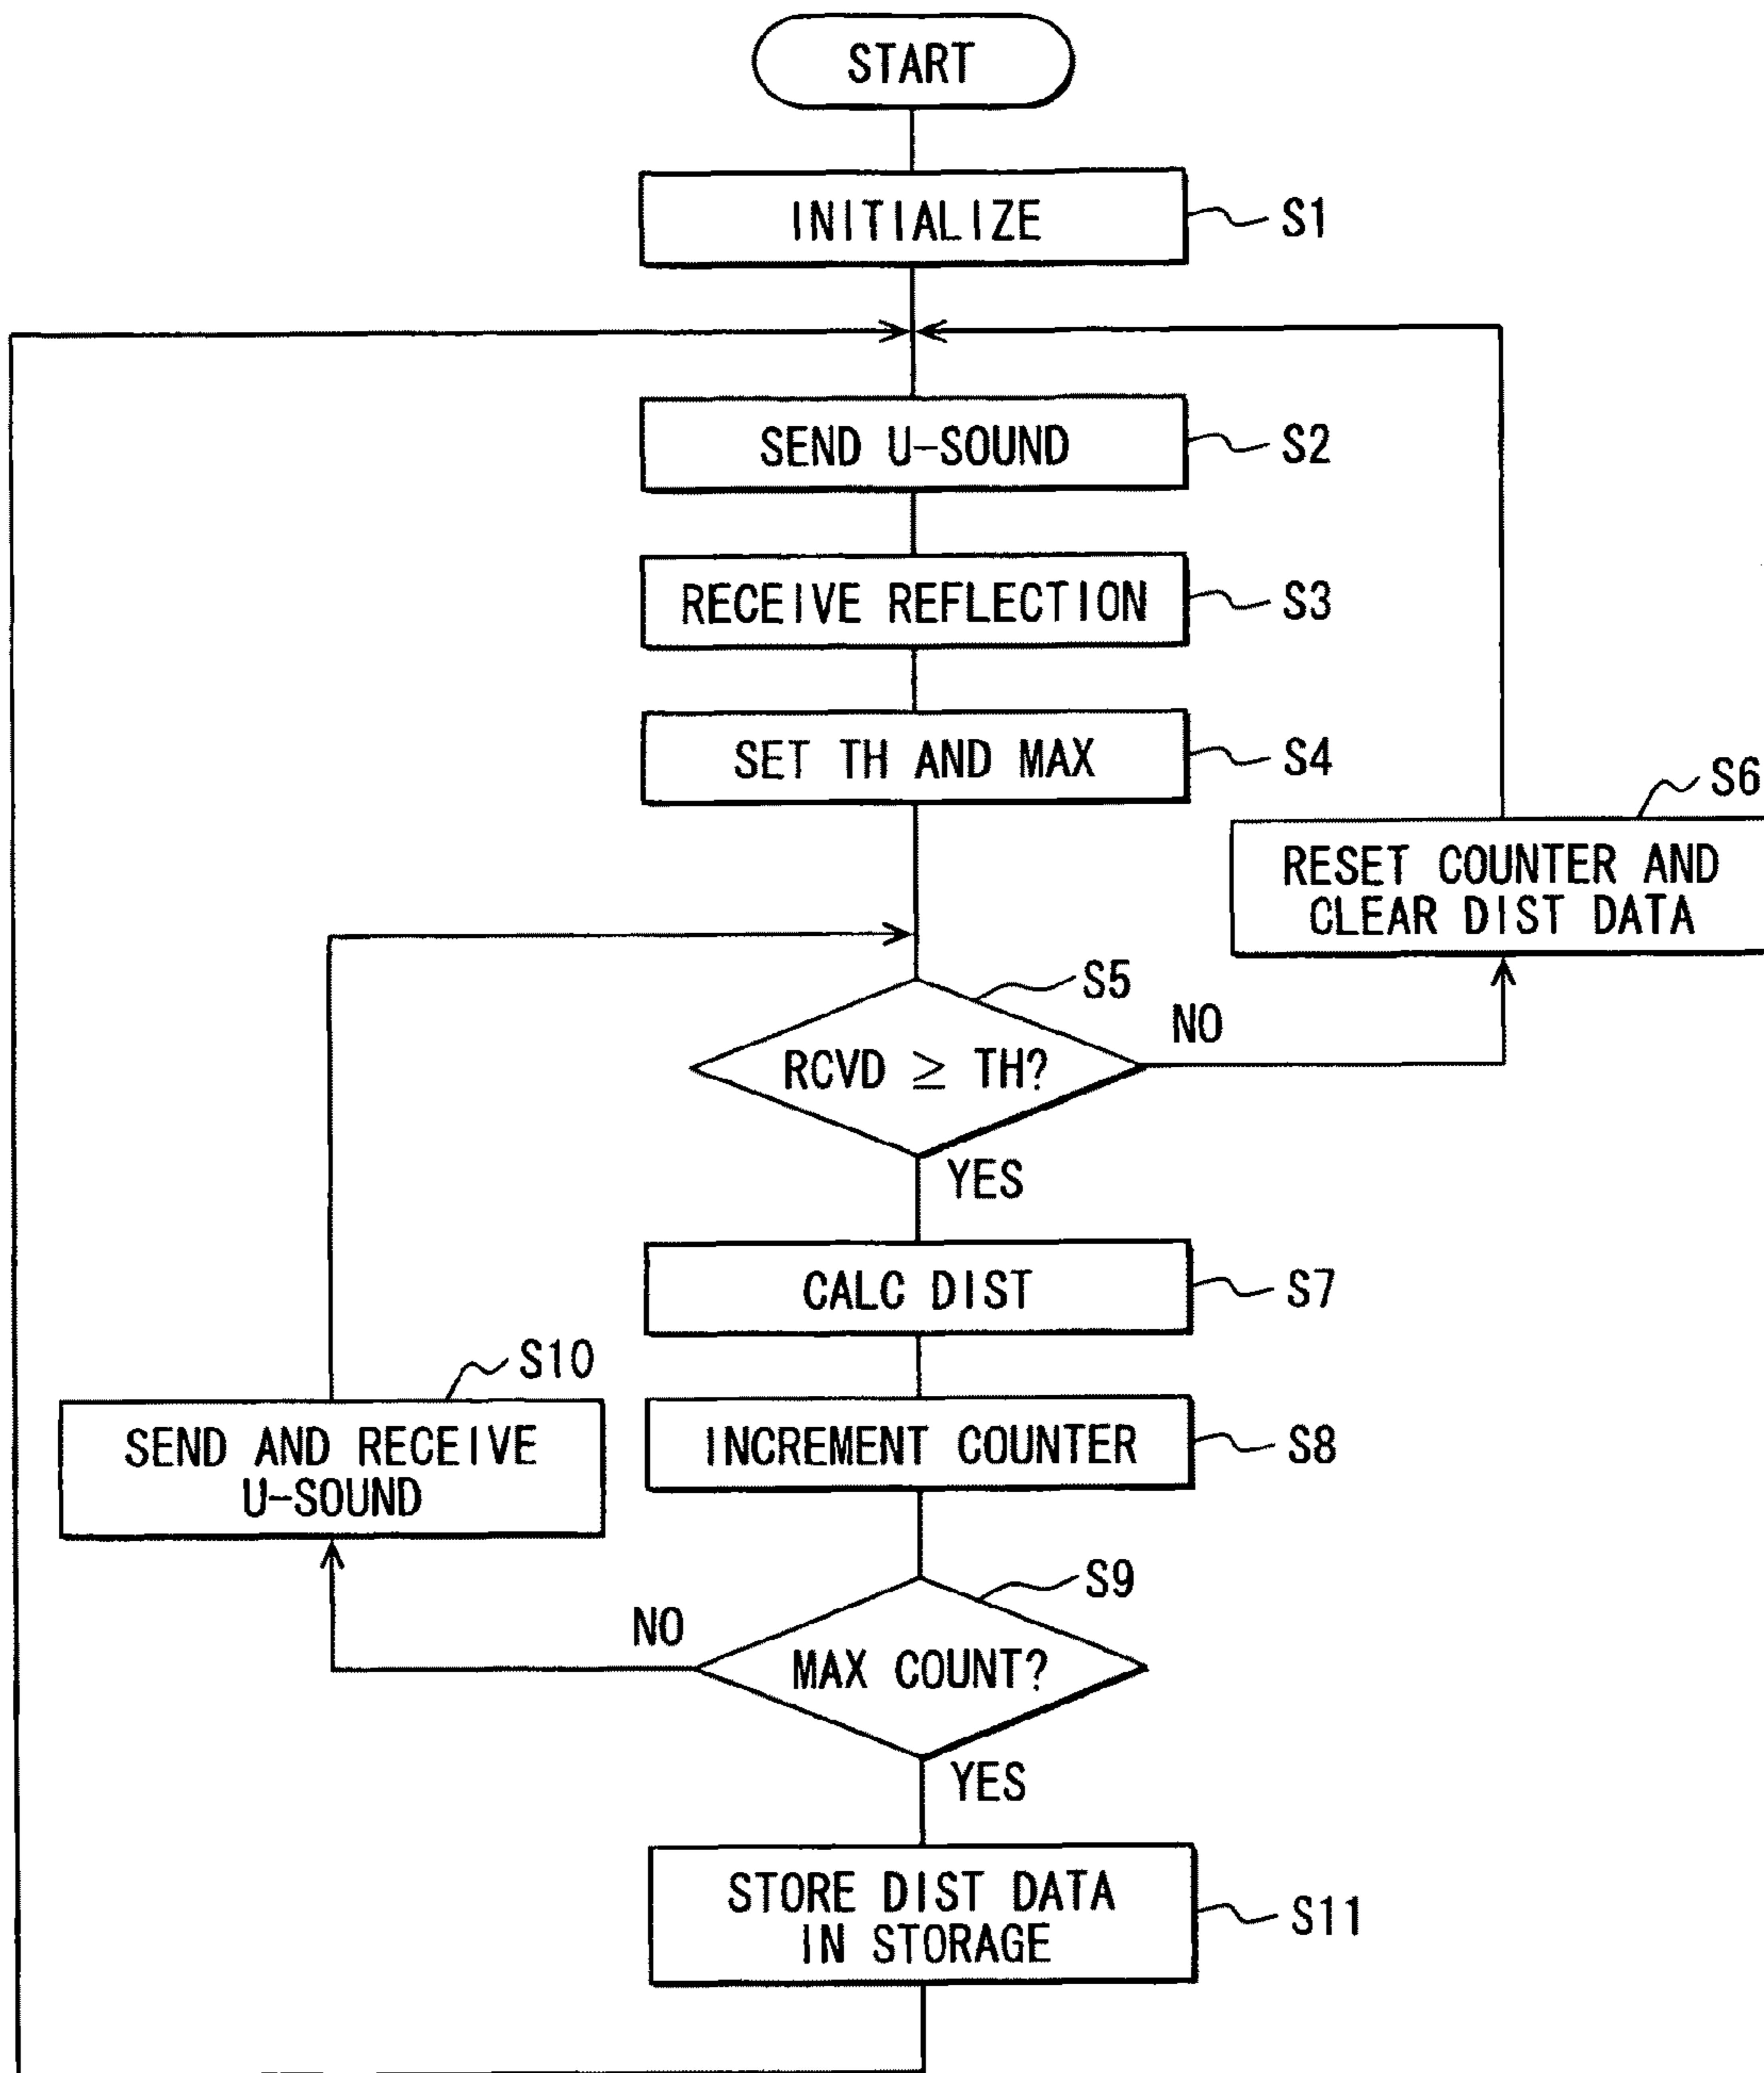 START
INITIALIZE
S1
SEND U-SOUND
S2
RECEIVE REFLECTION
S3
SET TH AND MAX
S4
S6
RESET COUNTER AND
CLEAR DIST DATA
S5
RCVD ≥ TH?
NO
YES
CALC DIST
S7
S10
SEND AND RECEIVE
U-SOUND
INCREMENT COUNTER
S8
S9
NO
MAX COUNT?
YES
STORE DIST DATA
IN STORAGE
S11